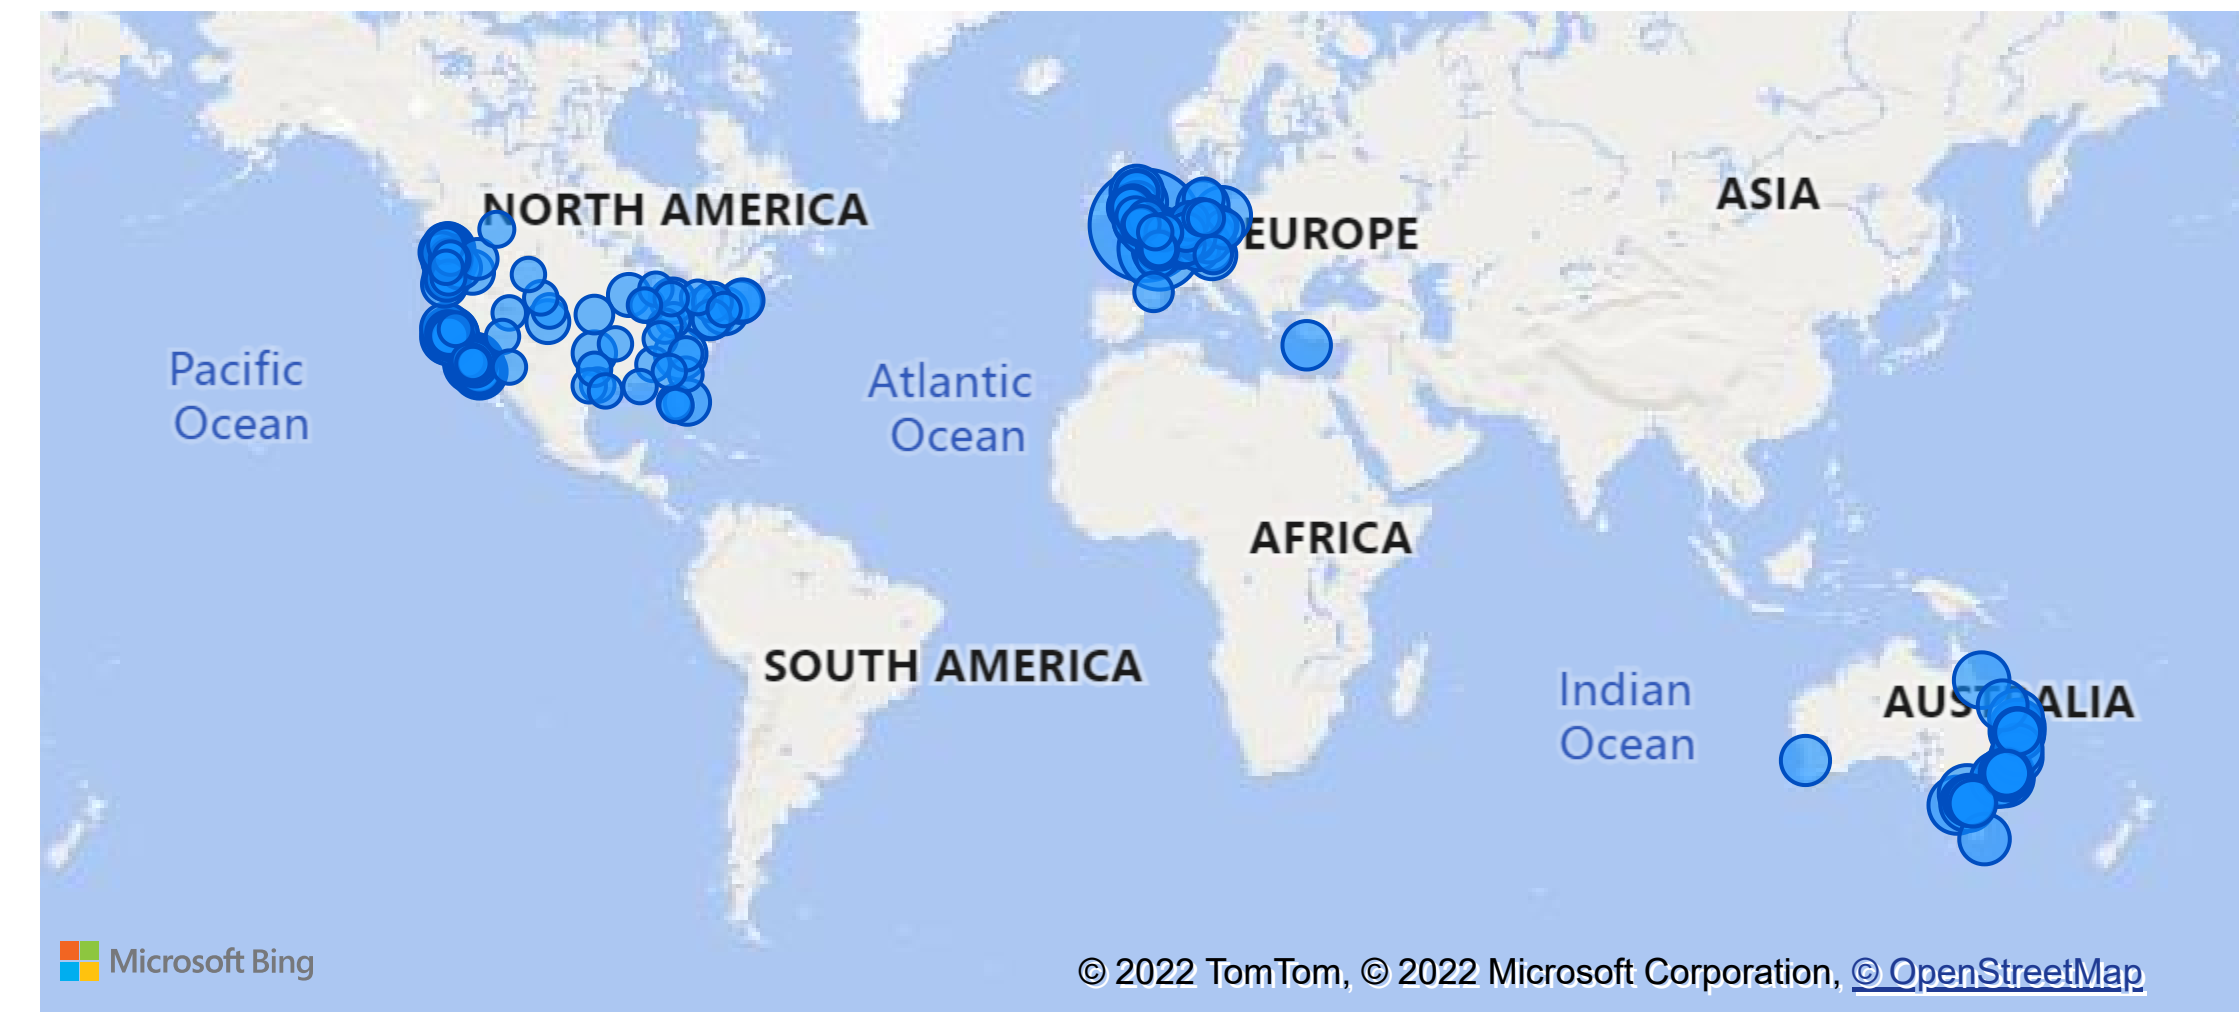 NORTH AMERICA
ASIA
EUROPE
Pacific
Ocean
Atlantic
Ocean
AFRICA
SOUTH AMERICA
Indian
Ocean
AUSTRALIA
Microsoft Bing
© 2022 TomTom, © 2022 Microsoft Corporation, © OpenStreetMap